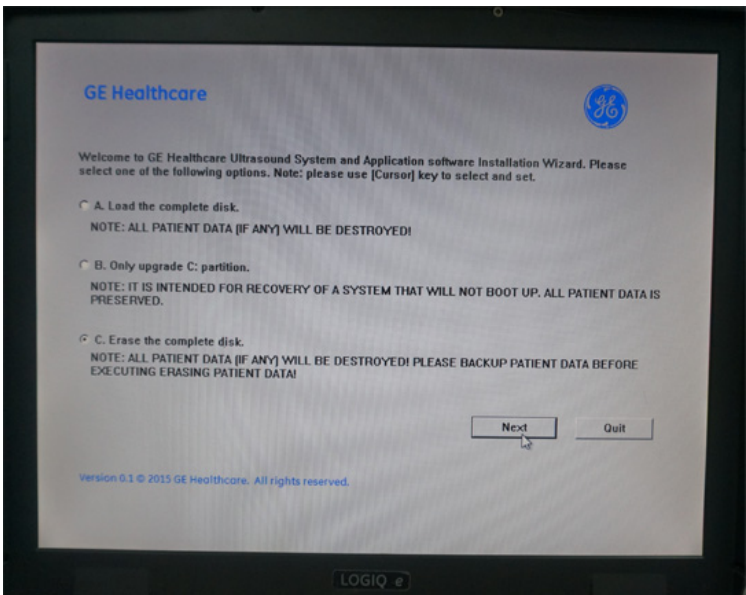 GE Healthcare
GE
Welcome to GE Healthcare Ultrasound System and Application software Installation Wizard. Please
select one of the following options. Note: please use [Cursor] key to select and set.
A. Load the complete disk.
NOTE: ALL PATIENT DATA (IF ANY) WILL BE DESTROYED!
B. Only upgrade C: partition.
NOTE: IT IS INTENDED FOR RECOVERY OF A SYSTEM THAT WILL NOT BOOT UP. ALL PATIENT DATA IS
PRESERVED.
C. Erase the complete disk.
NOTE: ALL PATIENT DATA (IF ANY) WILL BE DESTROYED! PLEASE BACKUP PATIENT DATA BEFORE
EXECUTING ERASING PATIENT DATA!
Next Quit
Version 0.1 © 2015 GE Healthcare. All rights reserved.
LOGIQ e